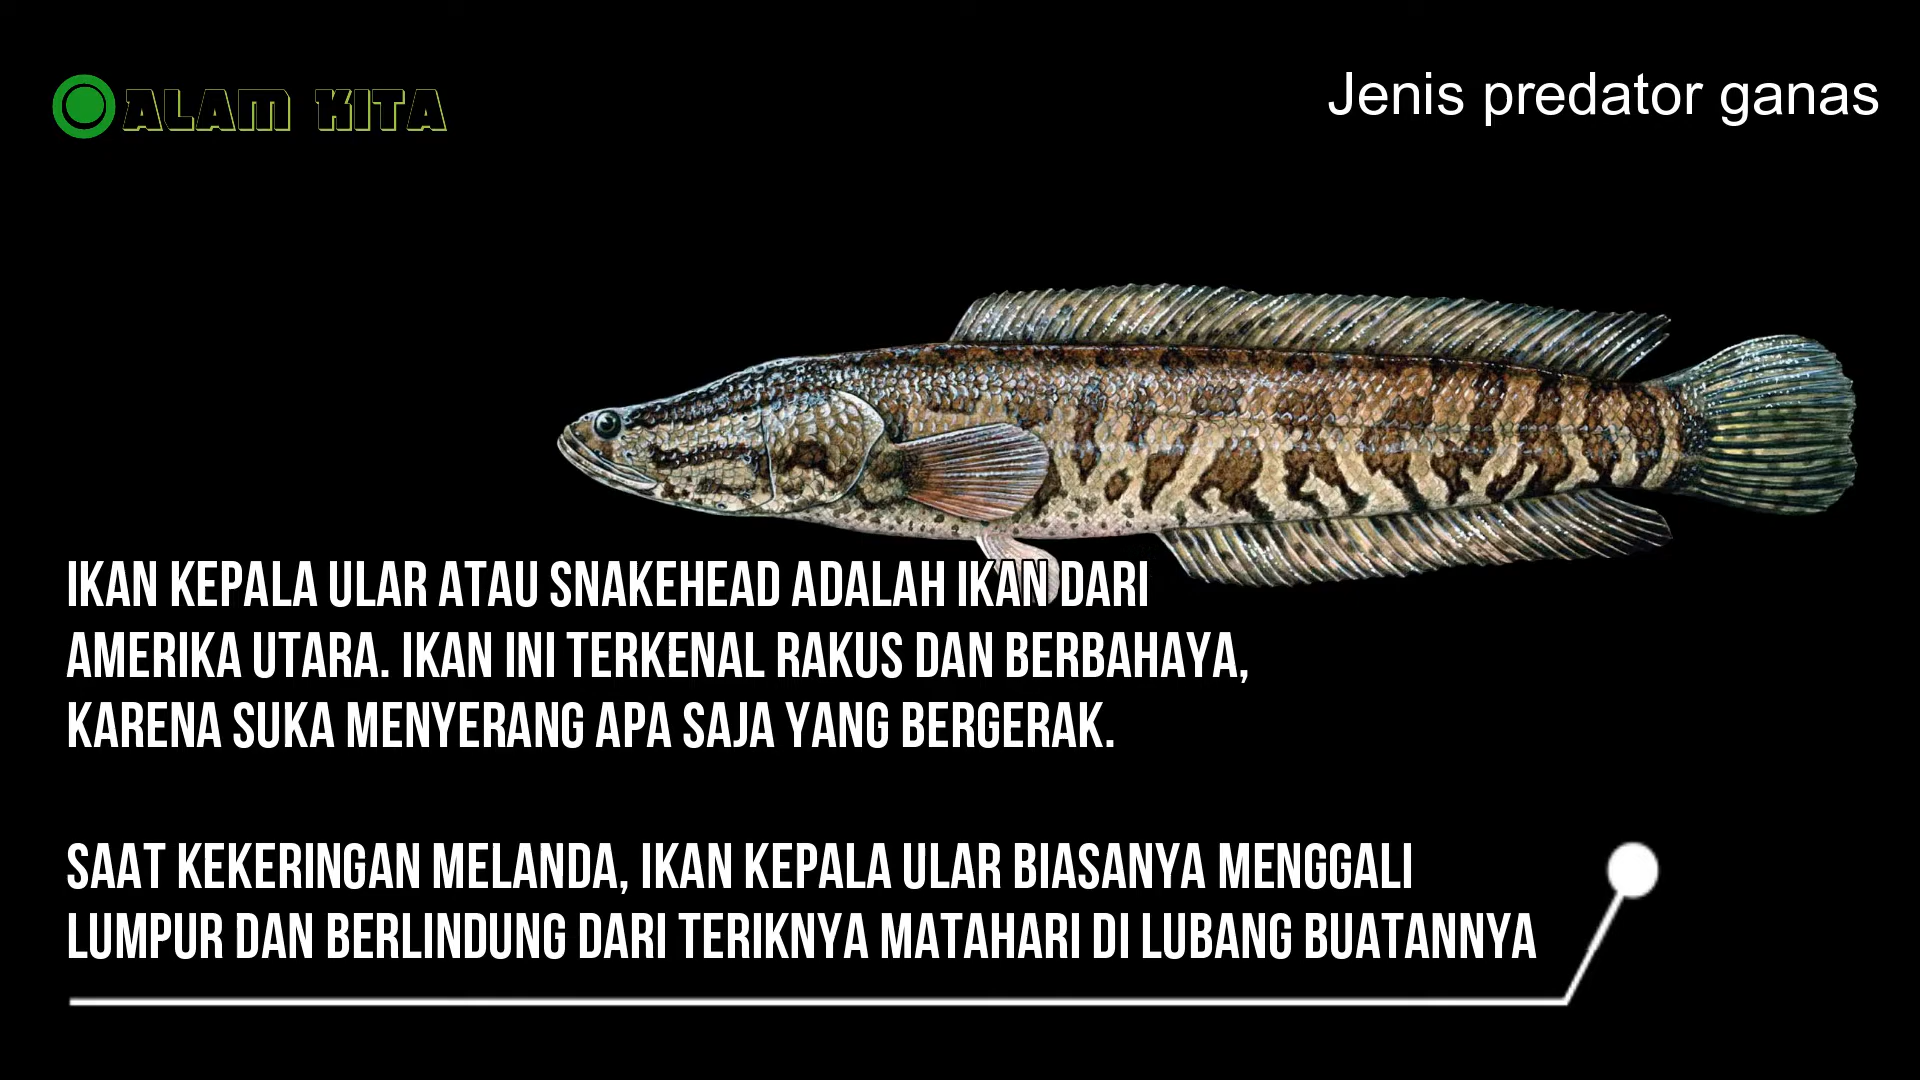 ALAM KITA
Jenis predator ganas
IKAN KEPALA ULAR ATAU SNAKEHEAD ADALAH IKAN DARI
AMERIKA UTARA. IKAN INI TERKENAL RAKUS DAN BERBAHAYA,
KARENA SUKA MENYERANG APA SAJA YANG BERGERAK.
SAAT KEKERINGAN MELANDA, IKAN KEPALA ULAR BIASANYA MENGGALI
LUMPUR DAN BERLINDUNG DARI TERIKNYA MATAHARI DI LUBANG BUATANNYA